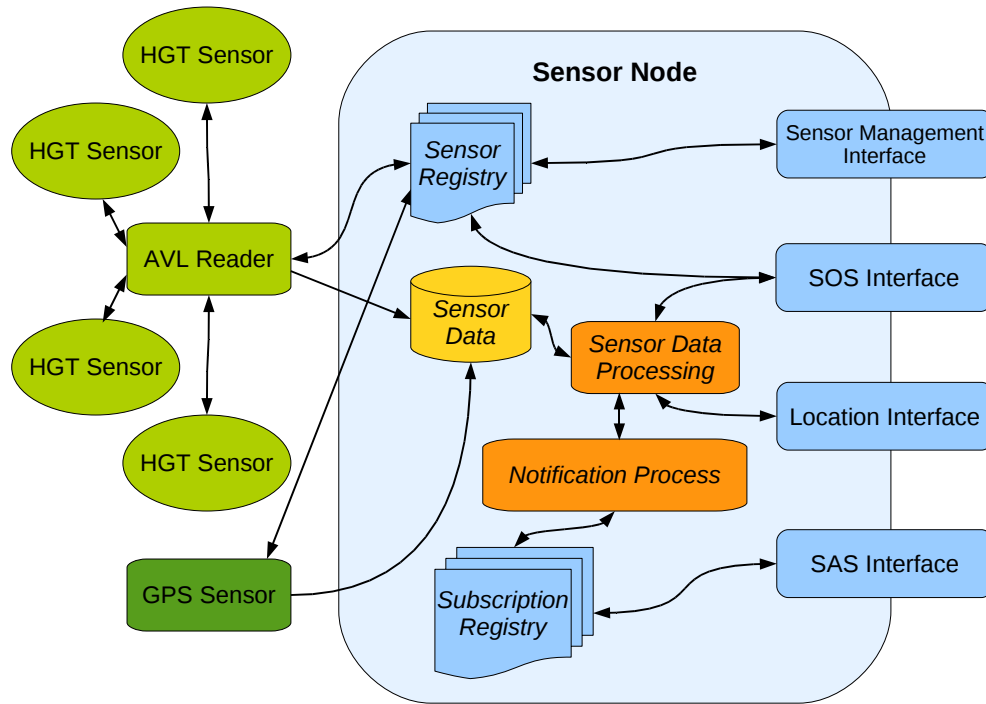 HGT Sensor
HGT Sensor
AVL Reader
HGT Sensor
HGT Sensor
GPS Sensor
Sensor Node
Sensor
Registry
Sensor
Data
Sensor Data
Processing
Notification Process
Subscription
Registry
Sensor Management
Interface
SOS Interface
Location Interface
SAS Interface